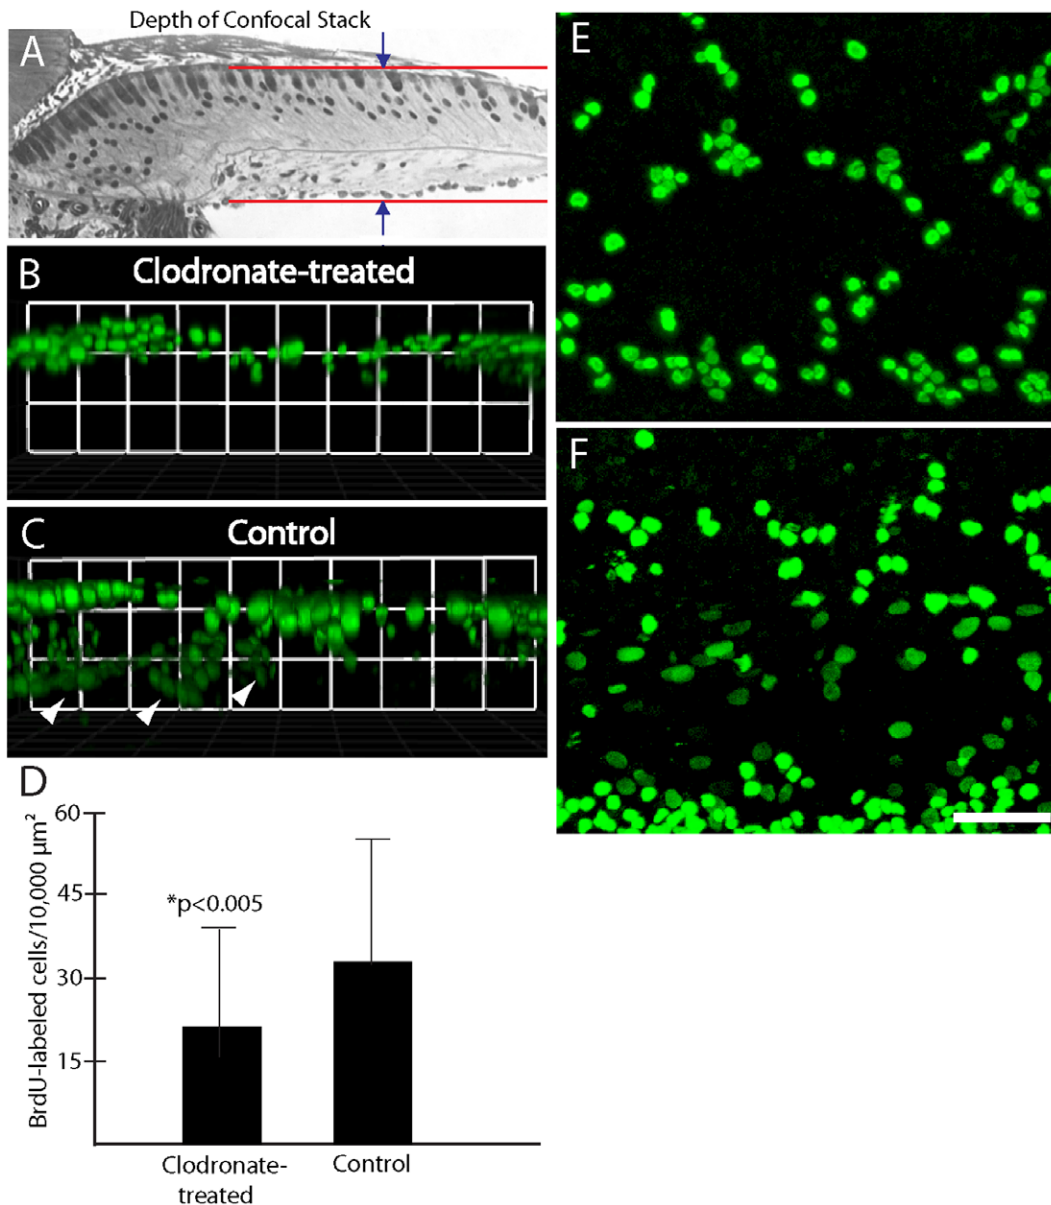 Depth of Confocal Stack
A
B
Clodronate-treated
C
Control
D
60
45
30
15
BrdU-labeled cells/10,000 µm²
*p<0.005
Clodronate-
treated
Control
E
F